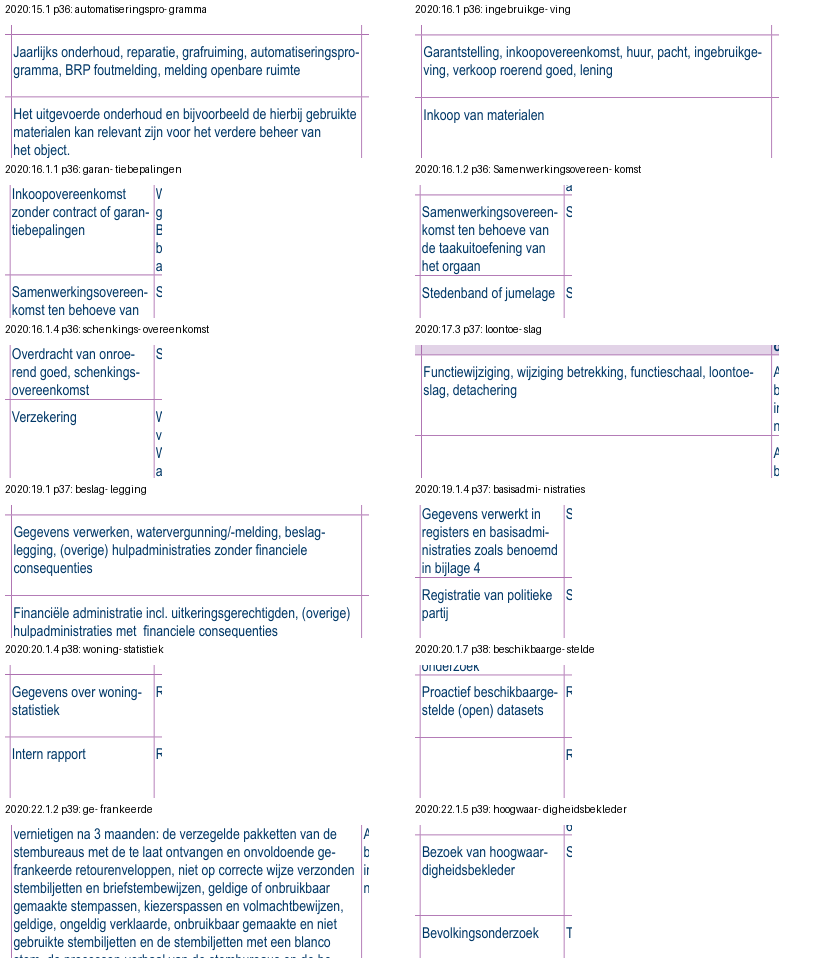 2020:15.1 p36: automatiseringspro- gramma
Jaarlijks onderhoud, reparatie, grafruiming, automatiseringspro-
gramma, BRP foutmelding, melding openbare ruimte
Het uitgevoerde onderhoud en bijvoorbeeld de hierbij gebruikte
materialen kan relevant zijn voor het verdere beheer van
het object.
2020:16.1 p36: ingebruikge- ving
Garantstelling, inkoopovereenkomst, huur, pacht, ingebruikge-
ving, verkoop roerend goed, lening
Inkoop van materialen
2020:16.1.1 p36: garan- tiebepalingen
Inkoopovereenkomst
zonder contract of garan-
tiebepalingen
W
g
B
b
a
Samenwerkingsovereen-
komst ten behoeve van
S
2020:16.1.2 p36: Samenwerkingsovereen- komst
a
Samenwerkingsovereen-
komst ten behoeve van
de taakuitoefening van
het orgaan
S
Stedenband of jumelage
S
2020:16.1.4 p36: schenkings- overeenkomst
Overdracht van onroe-
rend goed, schenkings-
overeenkomst
S
Verzekering
W
v
W
a
2020:17.3 p37: loontoe- slag
Functiewijziging, wijziging betrekking, functieschaal, loontoe-
slag, detachering
A
b
in
n
A
b
2020:19.1 p37: beslag- legging
Gegevens verwerken, watervergunning/-melding, beslag-
legging, (overige) hulpadministraties zonder financiele
consequenties
Financiële administratie incl. uitkeringsgerechtigden, (overige)
hulpadministraties met financiele consequenties
2020:19.1.4 p37: basisadmi- nistraties
Gegevens verwerkt in
registers en basisadmi-
nistraties zoals benoemd
in bijlage 4
S
Registratie van politieke
partij
S
2020:20.1.4 p38: woning- statistiek
Gegevens over woning-
statistiek
R
Intern rapport
R
2020:20.1.7 p38: beschikbaarge- stelde
onderzoek
Proactief beschikbaarge-
stelde (open) datasets
R
R
2020:22.1.2 p39: ge- frankeerde
vernietigen na 3 maanden: de verzegelde pakketten van de
stembureaus met de te laat ontvangen en onvoldoende ge-
frankeerde retourenveloppen, niet op correcte wijze verzonden
stembiljetten en briefstembewijzen, geldige of onbruikbaar
gemaakte stempassen, kiezerspassen en volmachtbewijzen,
geldige, ongeldig verklaarde, onbruikbaar gemaakte en niet
gebruikte stembiljetten en de stembiljetten met een blanco
A
b
in
n
2020:22.1.5 p39: hoogwaar- digheidsbekleder
Bezoek van hoogwaar-
digheidsbekleder
S
Bevolkingsonderzoek
T